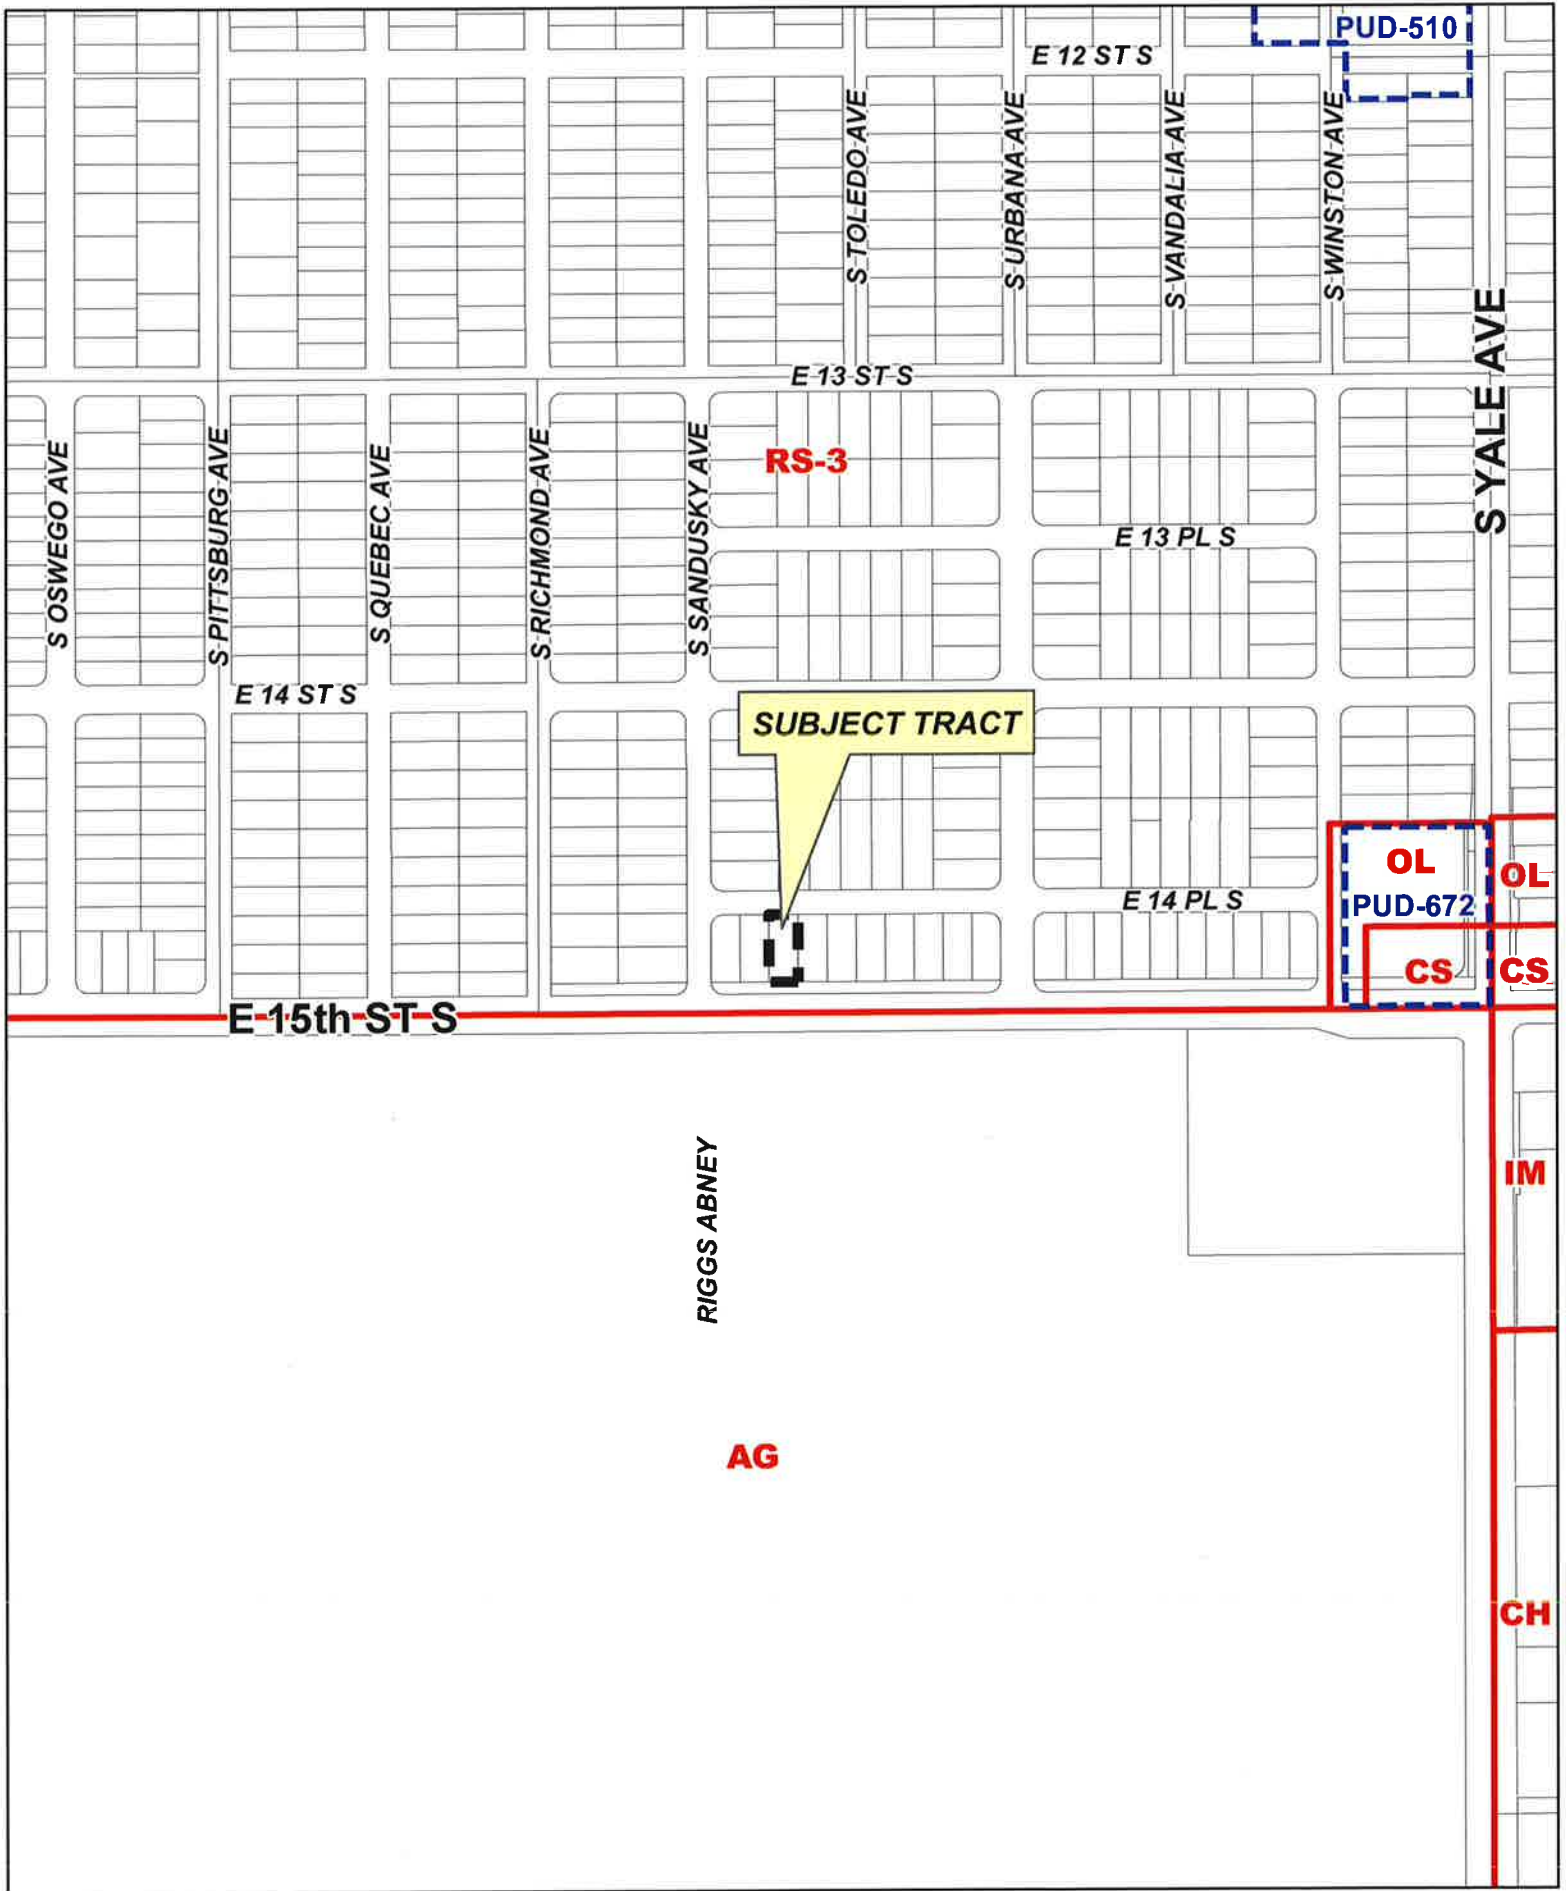 PUD-510
E 12 ST S
S TOLEDO AVE
S URBANA AVE
S VANDALIA AVE
S WINSTON AVE
S YALE AVE
E 13 ST S
RS-3
S OSWEGO AVE
S PITTSBURG AVE
S QUEBEC AVE
S RICHMOND AVE
S SANDUSKY AVE
E 13 PL S
E 14 ST S
SUBJECT TRACT
OL
OL
E 14 PL S
PUD-672
CS
CS
E 15th ST S
RIGGS ABNEY
IM
AG
CH